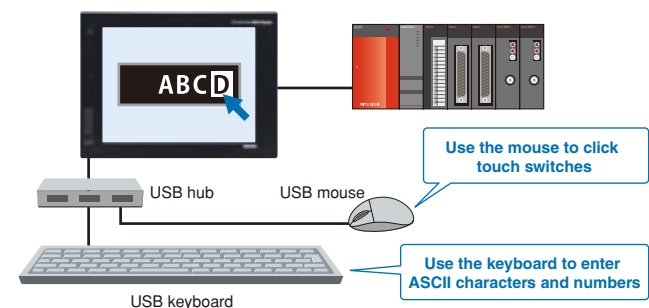 ABCD
Use the mouse to click
touch switches
USB hub
USB mouse
Use the keyboard to enter
ASCII characters and numbers
USB keyboard